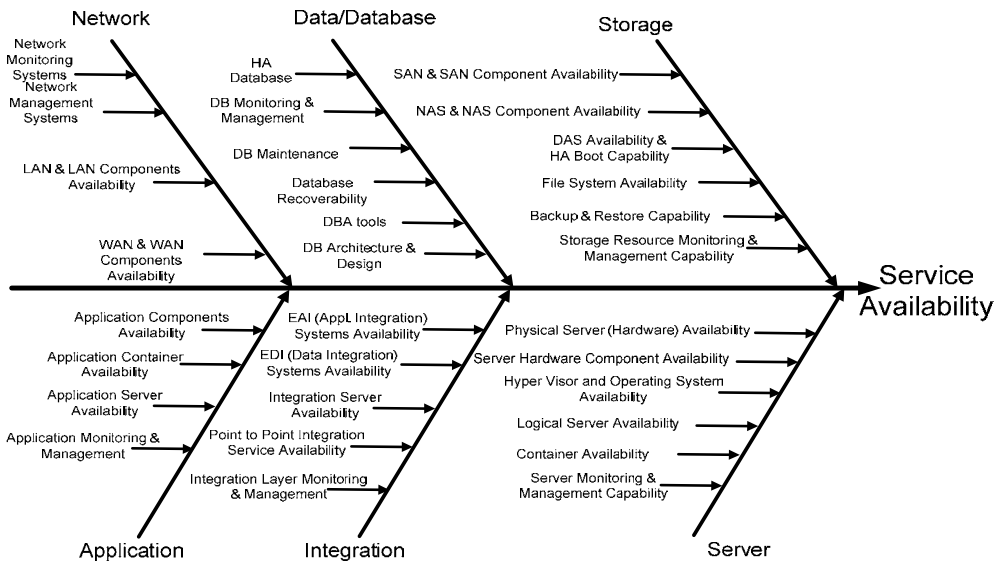 Network
Network
Monitoring
Systems
Network
Management
Systems
LAN & LAN Components
Availability
WAN & WAN
Components
Availability
Data/Database
HA
Database
DB Monitoring &
Management
DB Maintenance
Database
Recoverability
DBA tools
DB Architecture &
Design
Storage
SAN & SAN Component Availability
NAS & NAS Component Availability
DAS Availability &
HA Boot Capability
File System Availability
Backup & Restore Capability
Storage Resource Monitoring &
Management Capability
Service
Availability
Application Components
Availability
Application Container
Availability
Application Server
Availability
Application Monitoring &
Management
Application
EAI (Appl. Integration)
Systems Availability
EDI (Data Integration)
Systems Availability
Integration Server
Availability
Point to Point Integration
Service Availability
Integration Layer Monitoring
& Management
Integration
Physical Server (Hardware) Availability
Server Hardware Component Availability
Hyper Visor and Operating System
Availability
Logical Server Availability
Container Availability
Server Monitoring &
Management Capability
Server